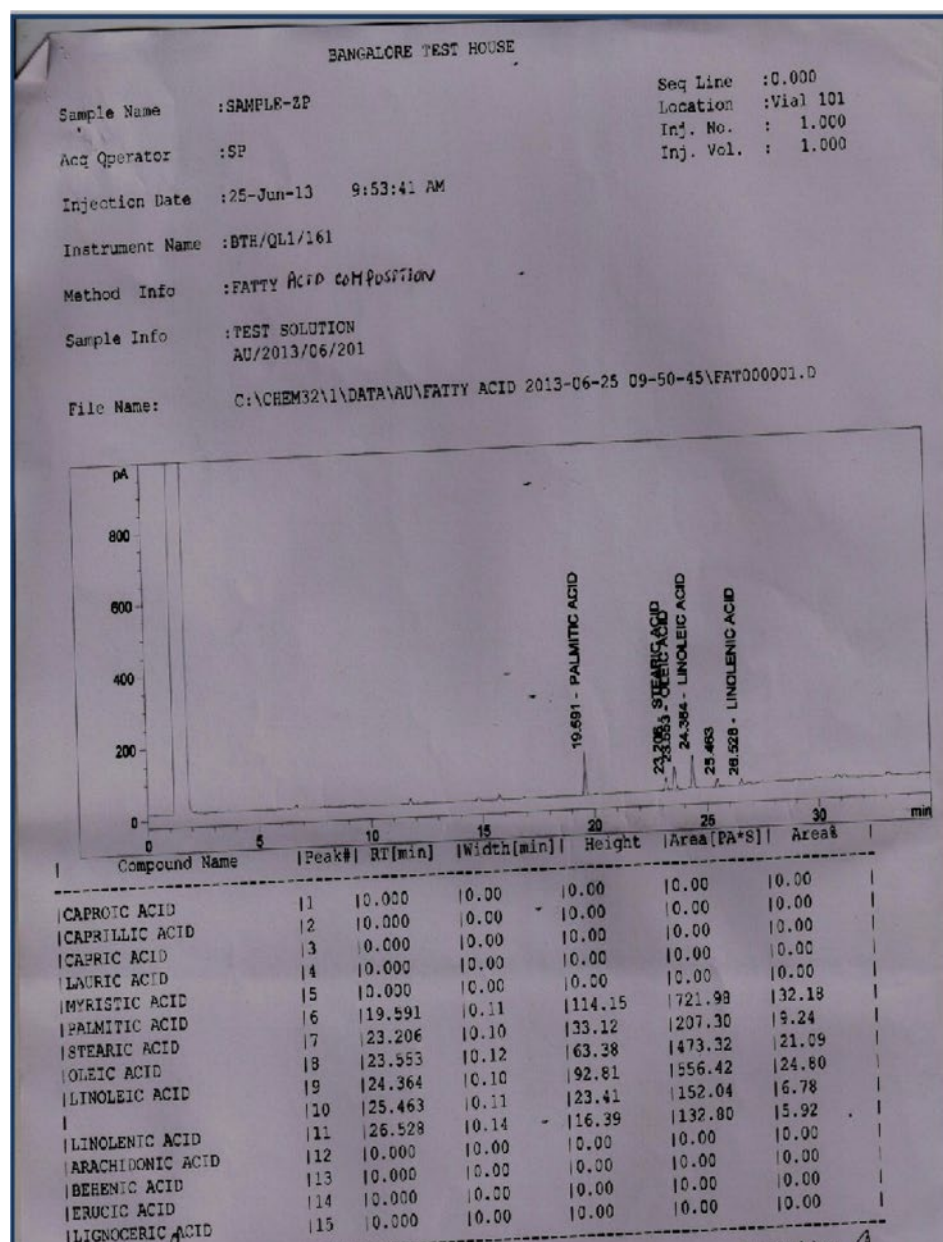 BANGALORE TEST HOUSE
Sample Name :SAMPLE-ZP Seq Line :0.000
Location :Vial 101
Acq Qperator :SP Inj. No. : 1.000
Inj. Vol. : 1.000
Injection Date :25-Jun-13 9:53:41 AM
Instrument Name :BTH/QL1/161
Method Info :FATTY ACID COMPOSITION
Sample Info :TEST SOLUTION
AU/2013/06/201
File Name: C:\CHEM32\1\DATA\AU\FATTY ACID 2013-06-25 09-50-45\FAT000001.D
pA
800
600
400
200
0
19.591 - PALMITIC ACID
23.206 - STEARIC ACID
23.553 - OLEIC ACID
24.364 - LINOLEIC ACID
25.463
26.528 - LINOLENIC ACID
0 5 10 15 20 25 30 min
| Compound Name |Peak#| RT[min] |Width[min]| Height |Area[PA*S]| Area% |
|CAPROIC ACID |1 |0.000 |0.00 |0.00 |0.00 |0.00 |
|CAPRILLIC ACID |2 |0.000 |0.00 |0.00 |0.00 |0.00 |
|CAPRIC ACID |3 |0.000 |0.00 |0.00 |0.00 |0.00 |
|LAURIC ACID |4 |0.000 |0.00 |0.00 |0.00 |0.00 |
|MYRISTIC ACID |5 |0.000 |0.00 |0.00 |0.00 |0.00 |
|PALMITIC ACID |6 |19.591 |0.11 |114.15 |721.98 |32.18 |
|STEARIC ACID |7 |23.206 |0.10 |33.12 |207.30 |9.24 |
|OLEIC ACID |8 |23.553 |0.12 |63.38 |473.32 |21.09 |
|LINOLEIC ACID |9 |24.364 |0.10 |92.81 |556.42 |24.80 |
| |10 |25.463 |0.11 |23.41 |152.04 |6.78 |
|LINOLENIC ACID |11 |26.528 |0.14 |16.39 |132.80 |5.92 |
|ARACHIDONIC ACID |12 |0.000 |0.00 |0.00 |0.00 |0.00 |
|BEHENIC ACID |13 |0.000 |0.00 |0.00 |0.00 |0.00 |
|ERUCIC ACID |14 |0.000 |0.00 |0.00 |0.00 |0.00 |
|LIGNOCERIC ACID |15 |0.000 |0.00 |0.00 |0.00 |0.00 |